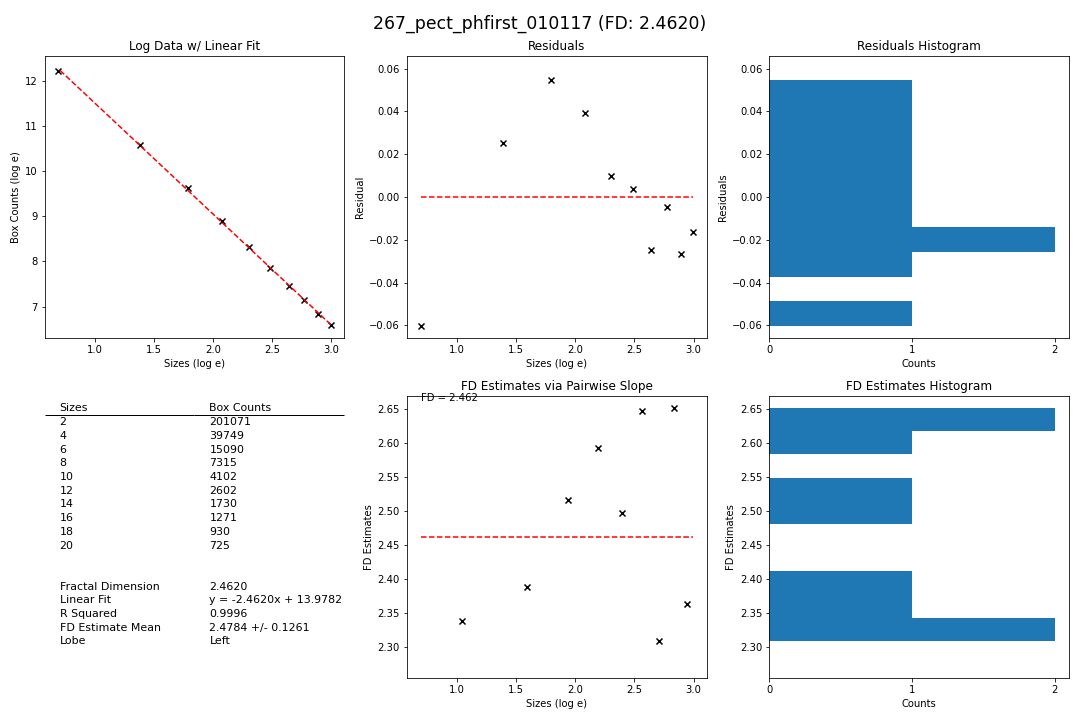 267_pect_phfirst_010117 (FD: 2.4620)
Log Data w/ Linear Fit
Box Counts (log e)
12
11
10
9
8
7
1.0 1.5 2.0 2.5 3.0
Sizes (log e)
Residuals
Residual
0.06
0.04
0.02
0.00
−0.02
−0.04
−0.06
1.0 1.5 2.0 2.5 3.0
Sizes (log e)
Residuals Histogram
Residuals
0.06
0.04
0.02
0.00
−0.02
−0.04
−0.06
0 1 2
Counts
Sizes Box Counts
2 201071
4 39749
6 15090
8 7315
10 4102
12 2602
14 1730
16 1271
18 930
20 725
Fractal Dimension 2.4620
Linear Fit y = -2.4620x + 13.9782
R Squared 0.9996
FD Estimate Mean 2.4784 +/- 0.1261
Lobe Left
FD Estimates via Pairwise Slope
FD = 2.462
FD Estimates
2.65
2.60
2.55
2.50
2.45
2.40
2.35
2.30
1.0 1.5 2.0 2.5 3.0
Sizes (log e)
FD Estimates Histogram
FD Estimates
2.65
2.60
2.55
2.50
2.45
2.40
2.35
2.30
0 1 2
Counts